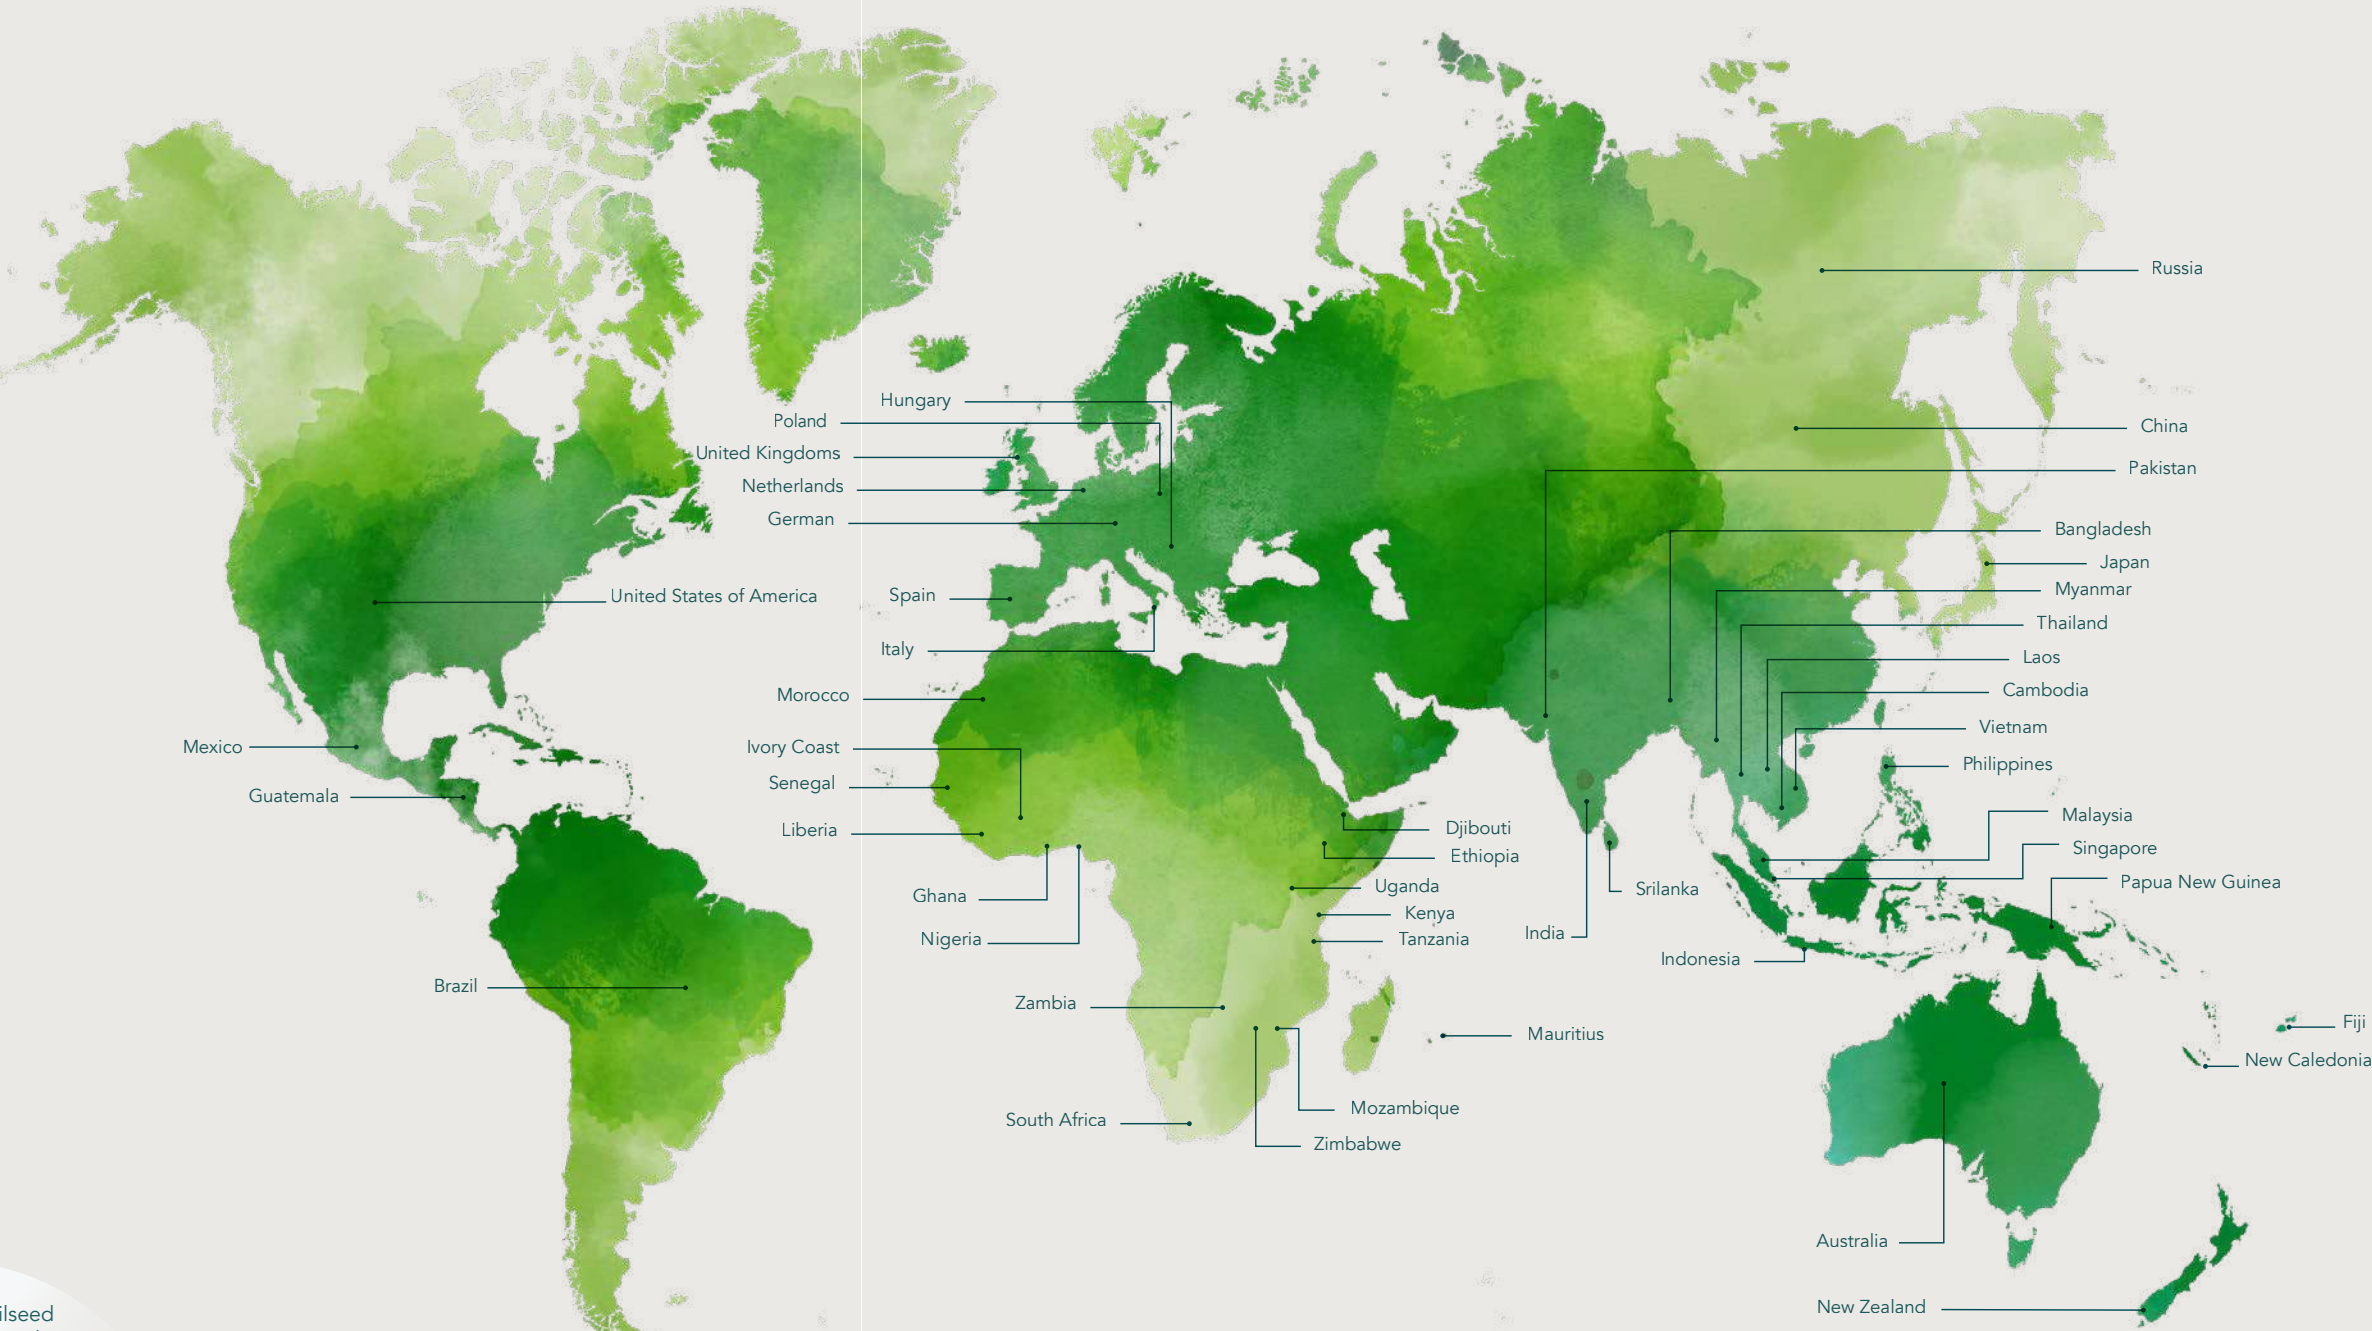 Russia
Hungary
Poland
China
United Kingdoms
Pakistan
Netherlands
German
Bangladesh
Japan
Myanmar
United States of America
Spain
Thailand
Italy
Laos
Cambodia
Morocco
Vietnam
Mexico
Ivory Coast
Philippines
Senegal
Guatemala
Malaysia
Liberia
Djibouti
Singapore
Ethiopia
Papua New Guinea
Uganda
Srilanka
Ghana
Kenya
India
Nigeria
Tanzania
Indonesia
Brazil
Zambia
Fiji
Mauritius
New Caledonia
Mozambique
South Africa
Zimbabwe
Australia
New Zealand
ilseed